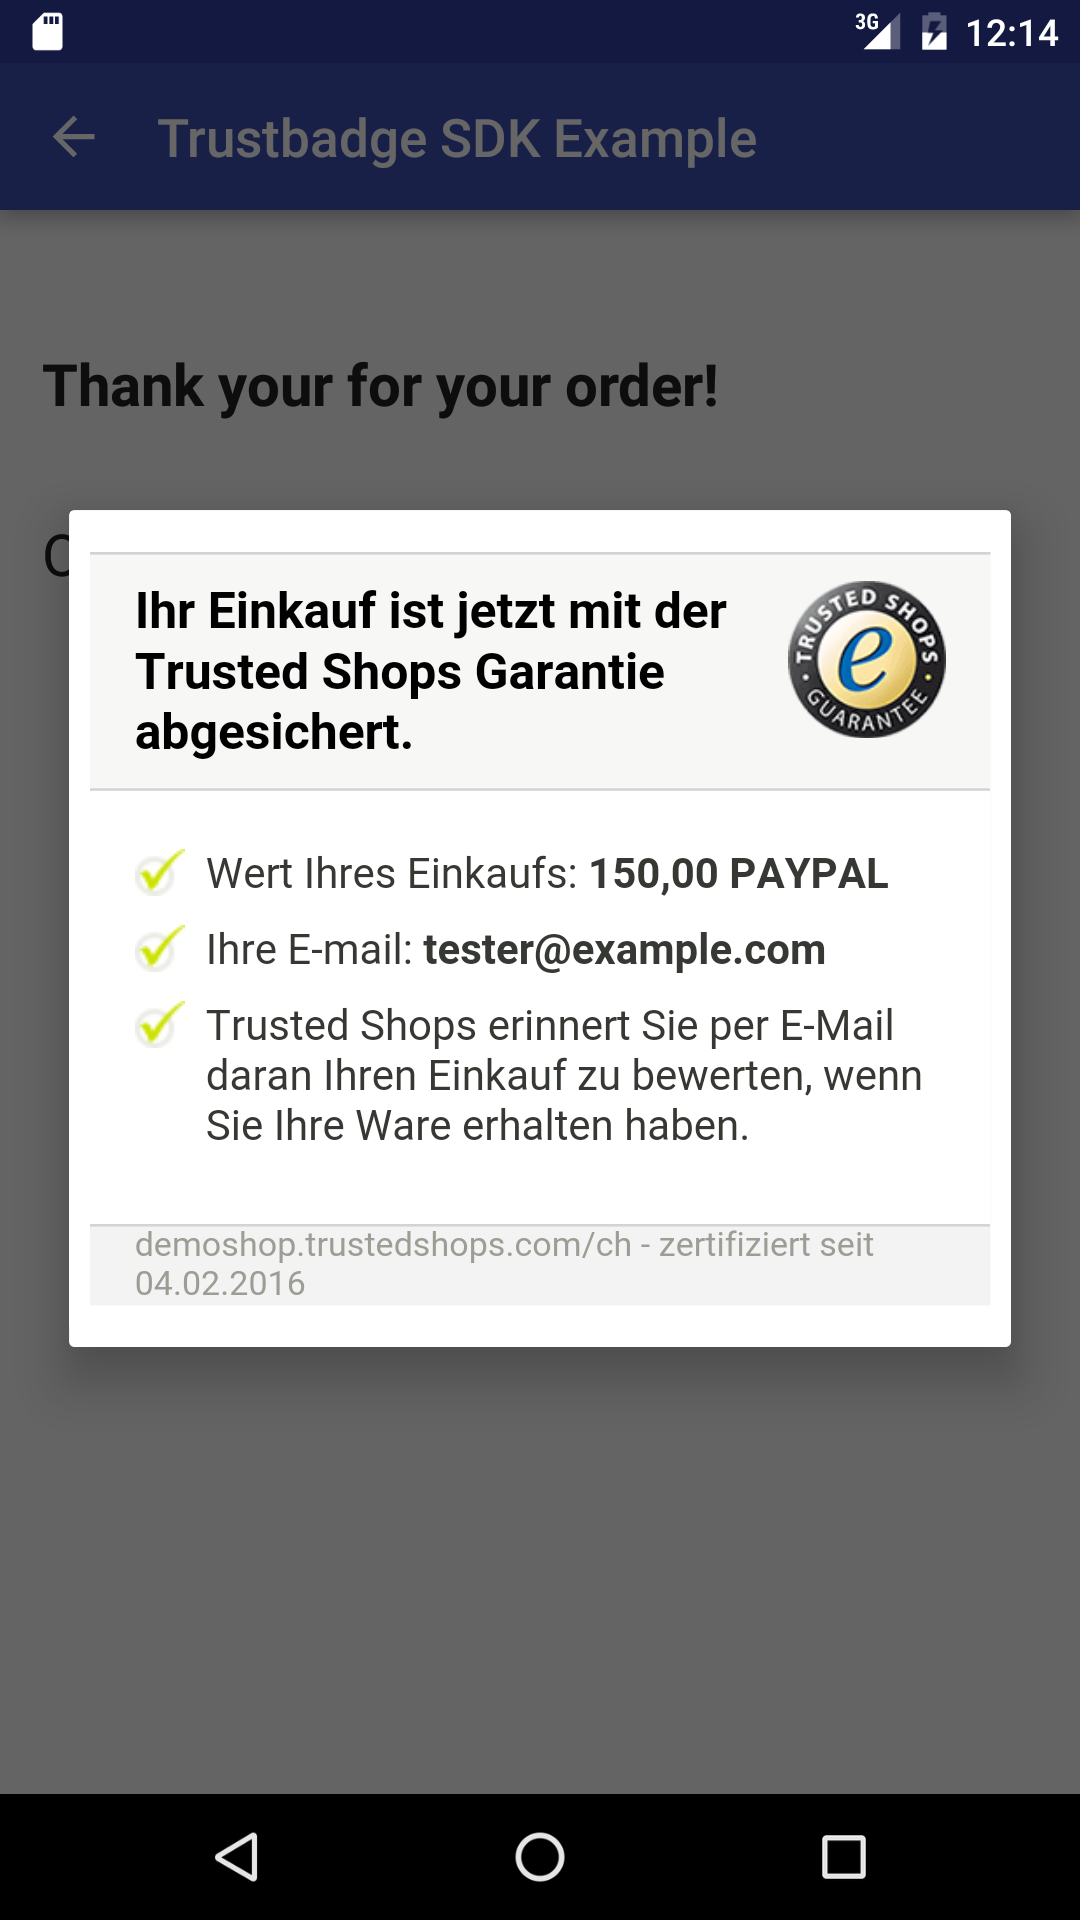 3G 12:14
Trustbadge SDK Example
Thank your for your order!
Ihr Einkauf ist jetzt mit der
Trusted Shops Garantie
abgesichert.
TRUSTED SHOPS
e
GUARANTEE
Wert Ihres Einkaufs: 150,00 PAYPAL
Ihre E-mail: tester@example.com
Trusted Shops erinnert Sie per E-Mail
daran Ihren Einkauf zu bewerten, wenn
Sie Ihre Ware erhalten haben.
demoshop.trustedshops.com/ch - zertifiziert seit
04.02.2016